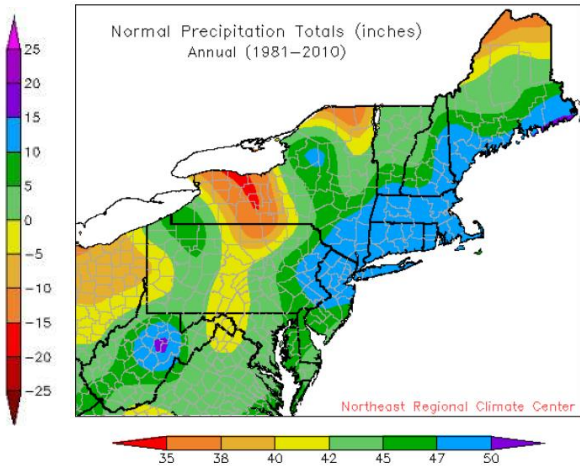 Normal Precipitation Totals (inches)
Annual (1981–2010)
25
20
15
10
5
0
−5
−10
−15
−20
−25
Northeast Regional Climate Center
35 38 40 42 45 47 50